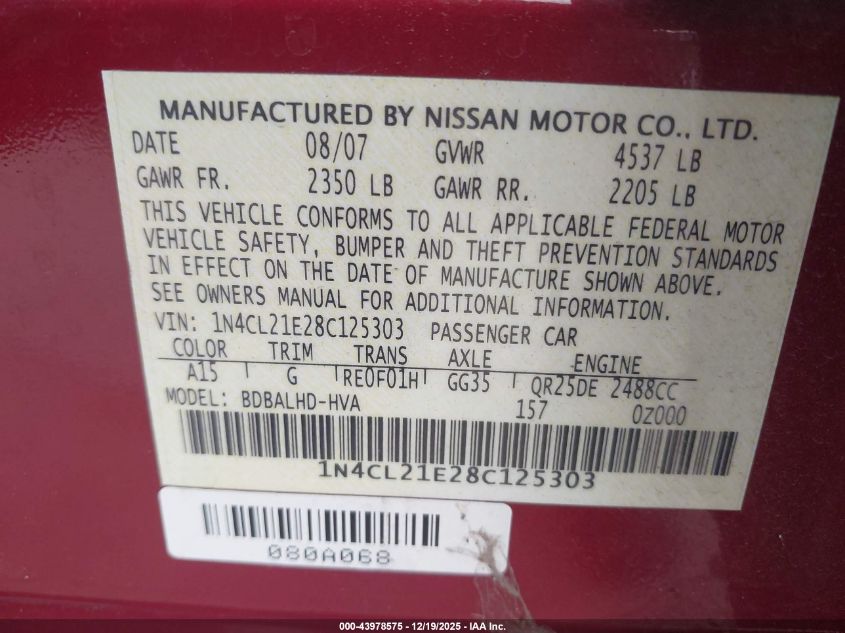 MANUFACTURED BY NISSAN MOTOR CO., LTD.
DATE 08/07 GVWR 4537 LB
GAWR FR. 2350 LB GAWR RR. 2205 LB
THIS VEHICLE CONFORMS TO ALL APPLICABLE FEDERAL MOTOR
VEHICLE SAFETY, BUMPER AND THEFT PREVENTION STANDARDS
IN EFFECT ON THE DATE OF MANUFACTURE SHOWN ABOVE.
SEE OWNERS MANUAL FOR ADDITIONAL INFORMATION.
VIN: 1N4CL21E28C125303 PASSENGER CAR
COLOR TRIM TRANS AXLE ENGINE
A15 G RE0F01H GG35 QR25DE 2488CC
MODEL: BDBALHD-HVA 157 0Z000
1N4CL21E28C125303
080A068
000-43978575 - 12/19/2025 - IAA Inc.